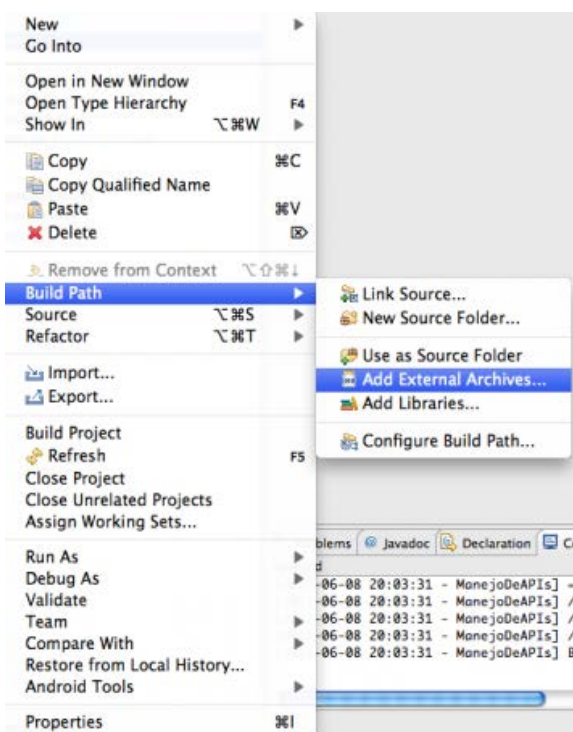 New
Go Into
Open in New Window
Open Type Hierarchy F4
Show In ⌥⌘W
Copy ⌘C
Copy Qualified Name
Paste ⌘V
Delete ⌦
Remove from Context ⌥⇧⌘↓
Build Path
Source ⌥⌘S
Refactor ⌥⌘T
Import...
Export...
Build Project
Refresh F5
Close Project
Close Unrelated Projects
Assign Working Sets...
Run As
Debug As
Validate
Team
Compare With
Restore from Local History...
Android Tools
Properties ⌘I
Link Source...
New Source Folder...
Use as Source Folder
Add External Archives...
Add Libraries...
Configure Build Path...
blems Javadoc Declaration C
d
-06-08 20:03:31 - ManejoDeAPIs] =
-06-08 20:03:31 - ManejoDeAPIs] /
-06-08 20:03:31 - ManejoDeAPIs] /
-06-08 20:03:31 - ManejoDeAPIs] /
-06-08 20:03:31 - ManejoDeAPIs] B